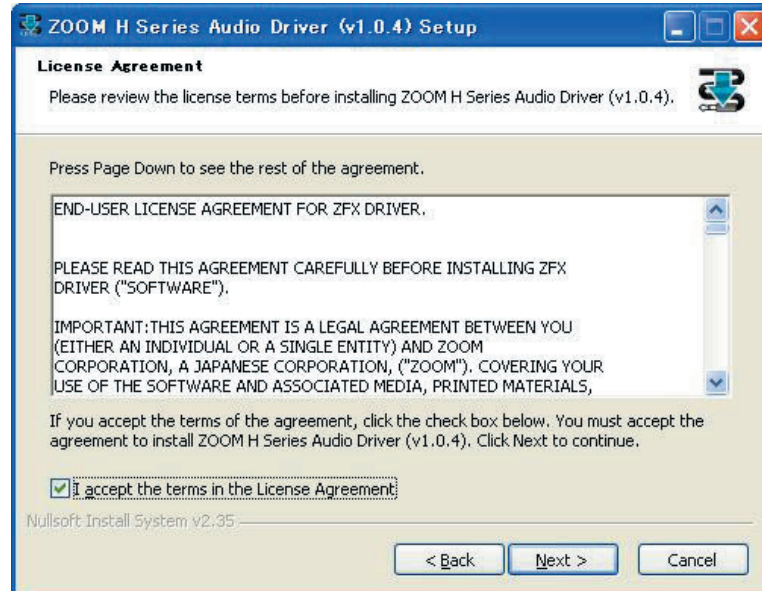 ZOOM H Series Audio Driver (v1.0.4) Setup
License Agreement
Please review the license terms before installing ZOOM H Series Audio Driver (v1.0.4).
Press Page Down to see the rest of the agreement.
END-USER LICENSE AGREEMENT FOR ZFX DRIVER.
PLEASE READ THIS AGREEMENT CAREFULLY BEFORE INSTALLING ZFX
DRIVER ("SOFTWARE").
IMPORTANT:THIS AGREEMENT IS A LEGAL AGREEMENT BETWEEN YOU
(EITHER AN INDIVIDUAL OR A SINGLE ENTITY) AND ZOOM
CORPORATION, A JAPANESE CORPORATION, ("ZOOM"). COVERING YOUR
USE OF THE SOFTWARE AND ASSOCIATED MEDIA, PRINTED MATERIALS,
If you accept the terms of the agreement, click the check box below. You must accept the
agreement to install ZOOM H Series Audio Driver (v1.0.4). Click Next to continue.
I accept the terms in the License Agreement
Nullsoft Install System v2.35
< Back Next > Cancel